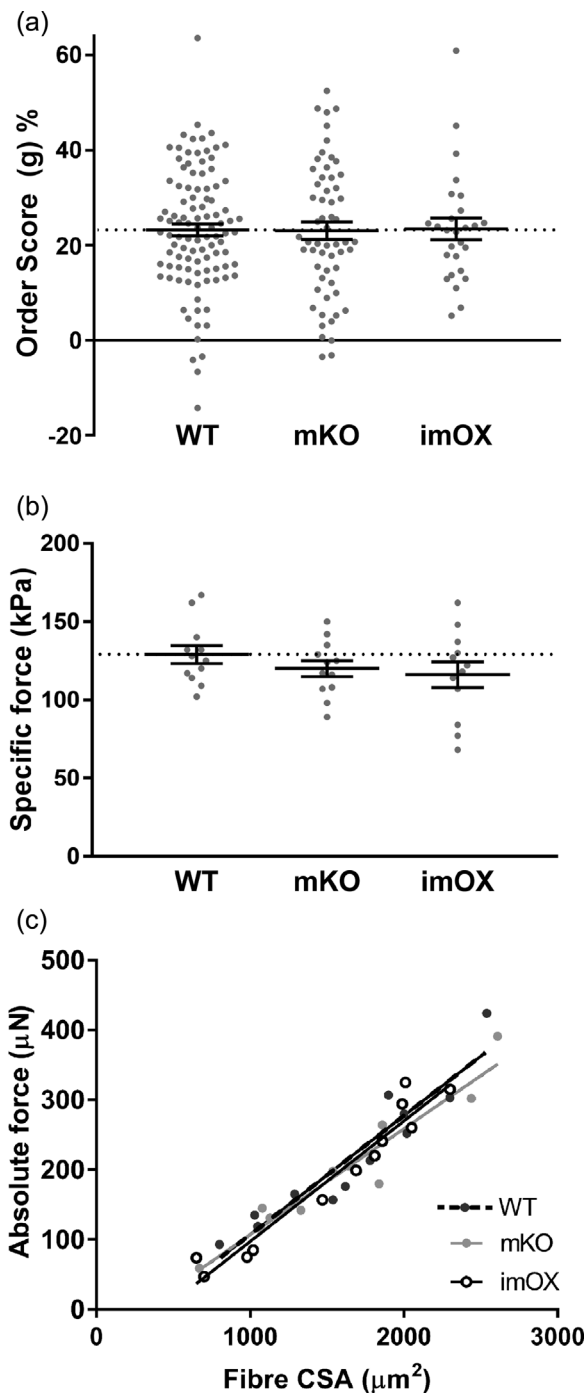 (a)
Order Score (g) %
60
40
20
0
-20
WT mKO imOX
(b)
Specific force (kPa)
200
150
100
50
0
WT mKO imOX
(c)
Absolute force (μN)
500
400
300
200
100
0
WT
mKO
imOX
0 1000 2000 3000
Fibre CSA (μm²)